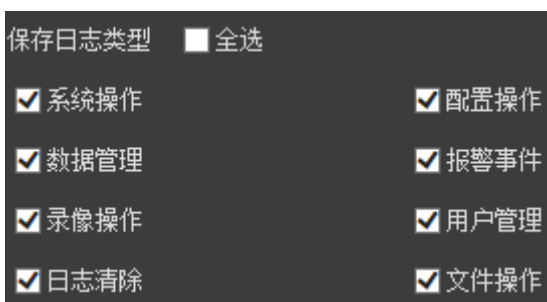 保存日志类型 全选
系统操作 配置操作
数据管理 报警事件
录像操作 用户管理
日志清除 文件操作